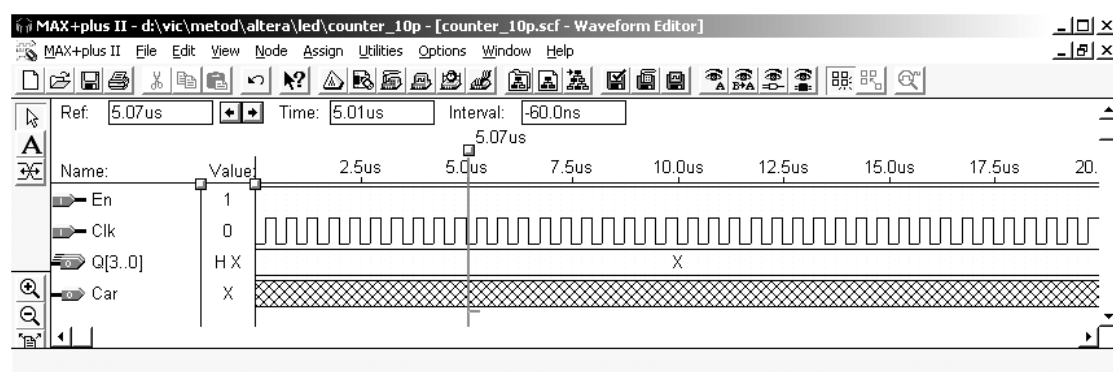 MAX+plus II - d:\vic\metod\altera\led\counter_10p - [counter_10p.scf - Waveform Editor]
MAX+plus II File Edit View Node Assign Utilities Options Window Help
Ref: 5.07us Time: 5.01us Interval: -60.0ns
5.07us
Name: Value: 2.5us 5.0us 7.5us 10.0us 12.5us 15.0us 17.5us 20.
En 1
Clk 0
Q[3..0] H X X
Car X